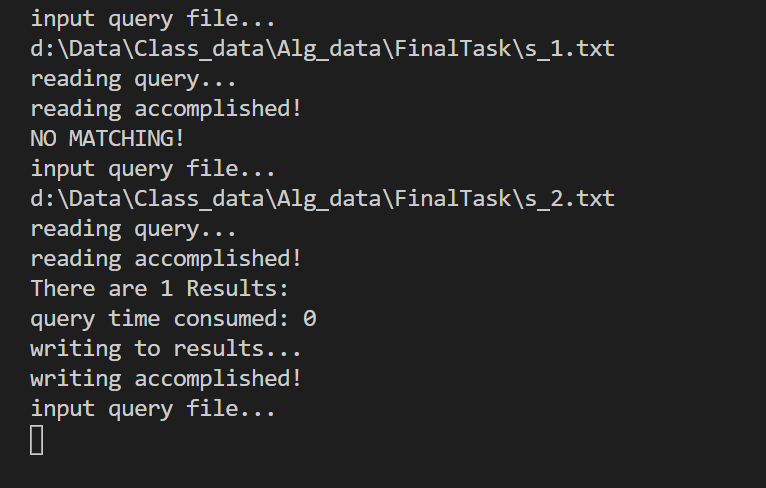 input query file...
d:\Data\Class_data\Alg_data\FinalTask\s_1.txt
reading query...
reading accomplished!
NO MATCHING!
input query file...
d:\Data\Class_data\Alg_data\FinalTask\s_2.txt
reading query...
reading accomplished!
There are 1 Results:
query time consumed: 0
writing to results...
writing accomplished!
input query file...